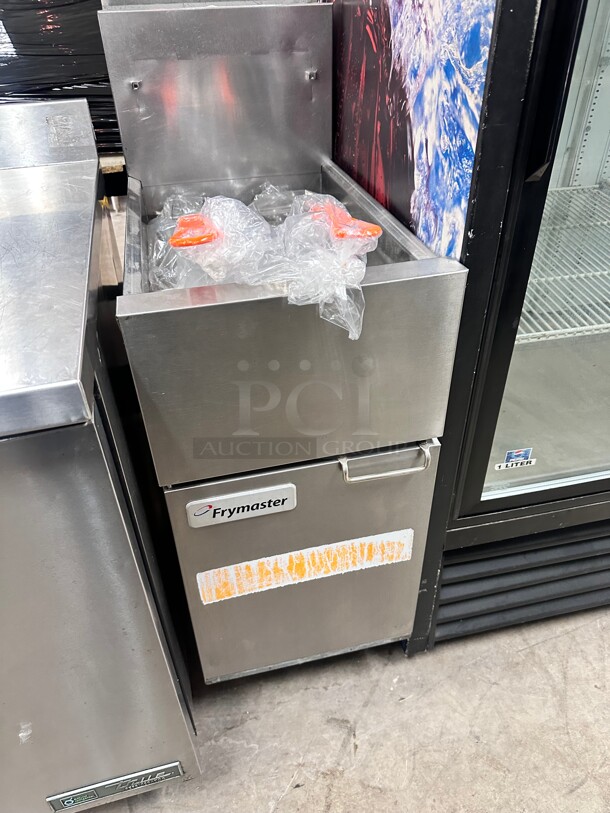 PCI
AUCTION GROUP
Frymaster
1 LITER